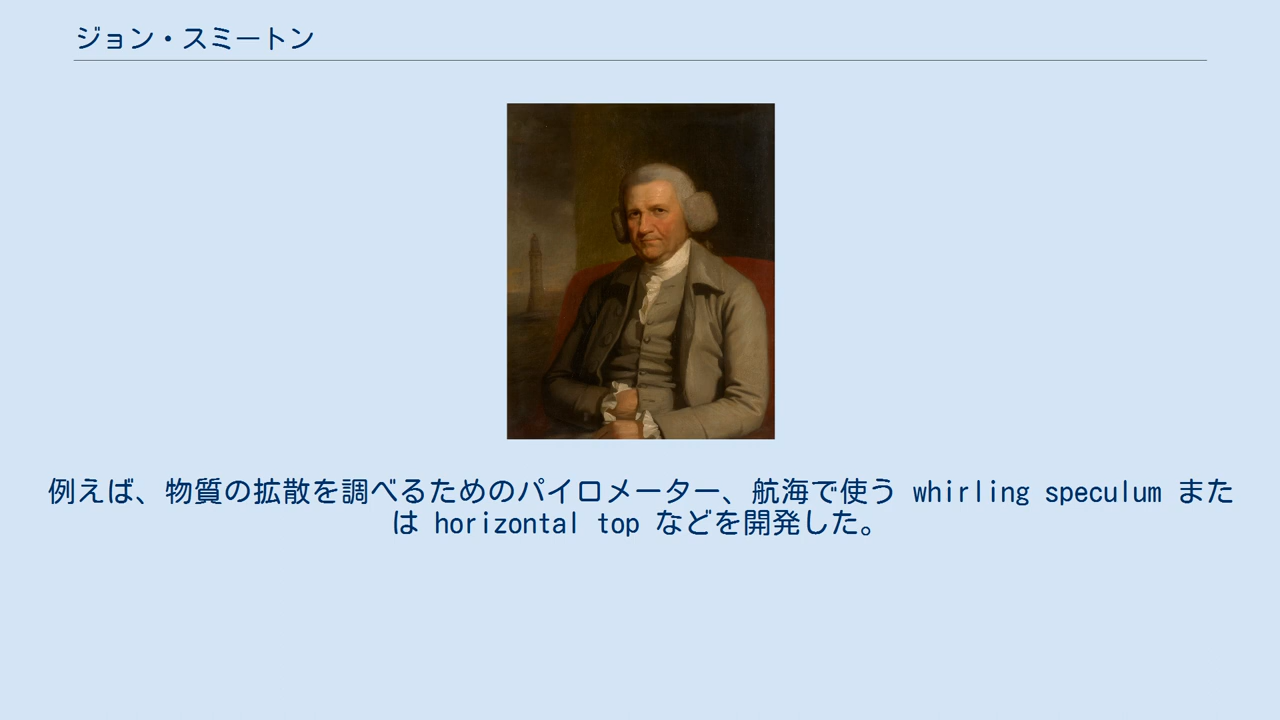 ジョン・スミートン
例えば、物質の拡散を調べるためのパイロメーター、航海で使う whirling speculum また
は horizontal top などを開発した。